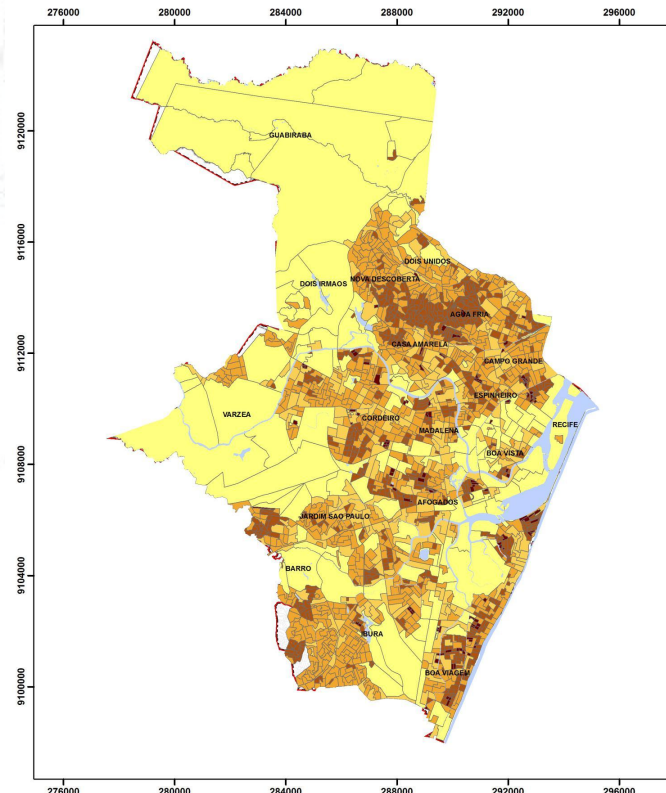 276000 280000 284000 288000 292000 296000
9120000
GUABIRABA
9116000
DOIS UNIDOS
NOVA DESCOBERTA
DOIS IRMAOS
AGUA FRIA
9112000
CASA AMARELA
CAMPO GRANDE
ESPINHEIRO
VARZEA
CORDEIRO
RECIFE
MADALENA
9108000
BOA VISTA
AFOGADOS
JARDIM SAO PAULO
9104000
BARRO
IBURA
BOA VIAGEM
9100000
276000 280000 284000 288000 292000 296000